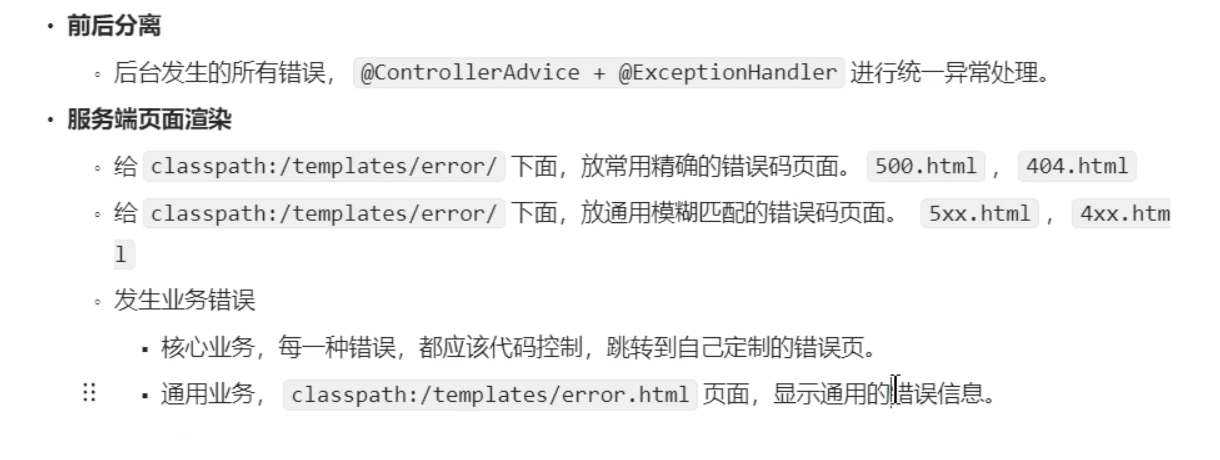 • 前后分离
◦ 后台发生的所有错误， @ControllerAdvice + @ExceptionHandler 进行统一异常处理。
• 服务端页面渲染
◦ 给 classpath:/templates/error/ 下面，放常用精确的错误码页面。 500.html ， 404.html
◦ 给 classpath:/templates/error/ 下面，放通用模糊匹配的错误码页面。 5xx.html ， 4xx.htm
l
◦ 发生业务错误
▪ 核心业务，每一种错误，都应该代码控制，跳转到自己定制的错误页。
▪ 通用业务， classpath:/templates/error.html 页面，显示通用的错误信息。